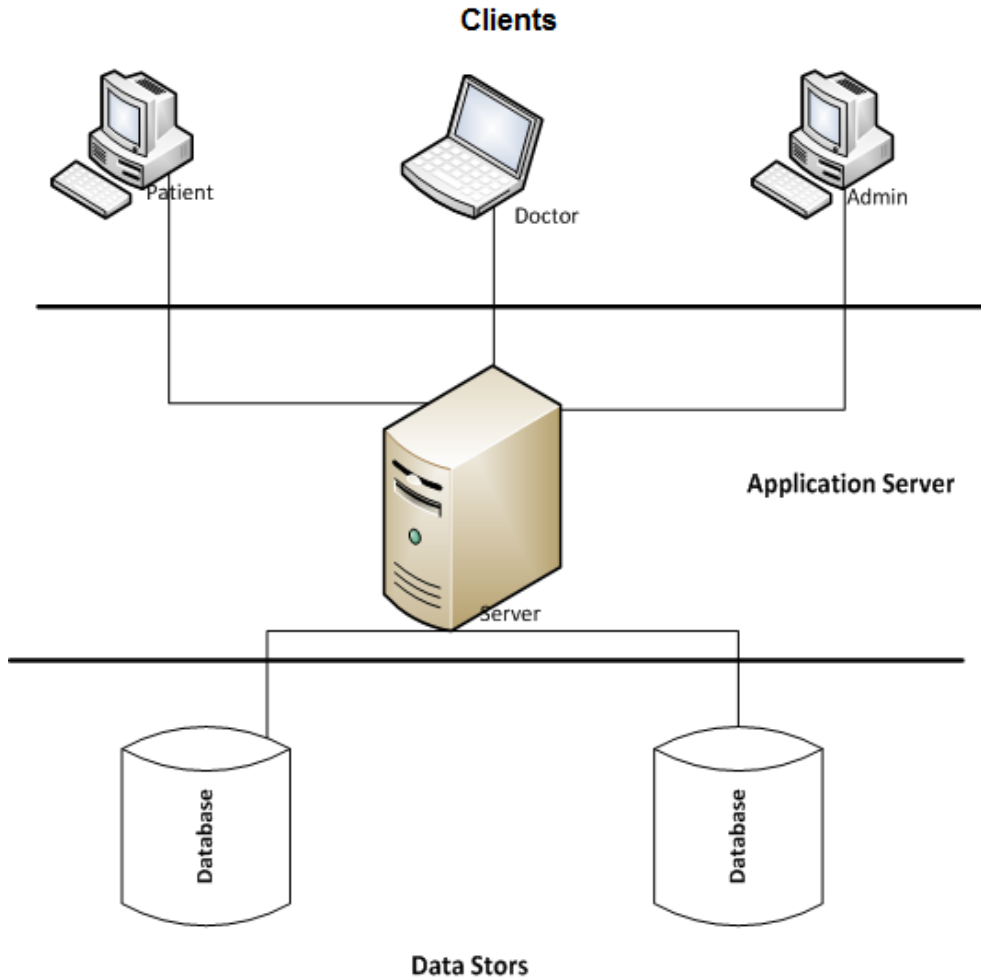 Clients
Patient
Doctor
Admin
Application Server
Server
Database
Database
Data Stors